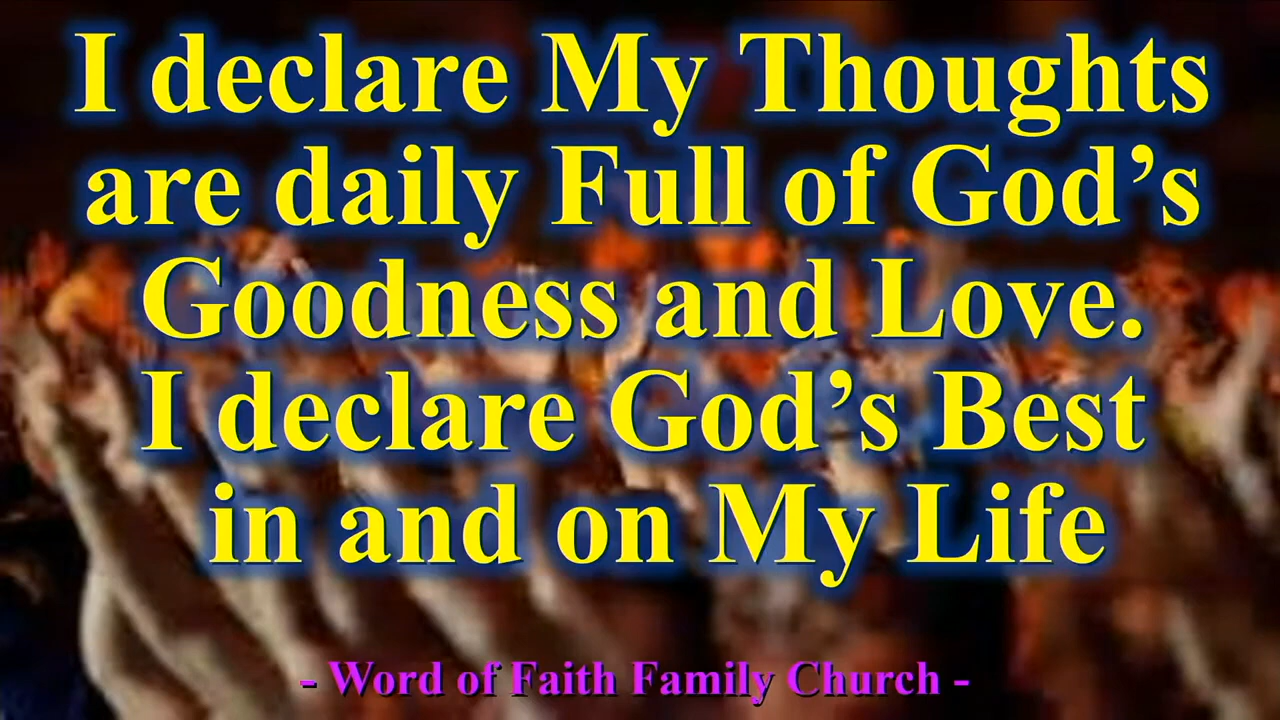 I declare My Thoughts
are daily Full of God’s
Goodness and Love.
I declare God’s Best
in and on My Life
- Word of Faith Family Church -